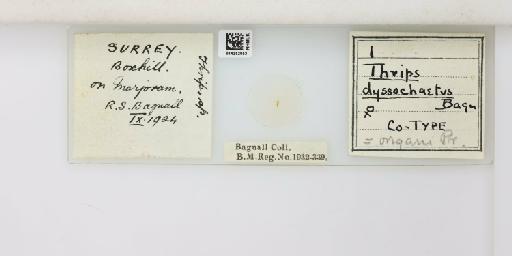 SURREY.
Boxhill.
on Marjoram.
R.S. Bagnall
IX.1924
Bagnall Coll.
B.M.Reg.No.1932-339.
1
Thrips
dyssochaetus
Bagn
♀
CO-TYPE
= origani Pr.